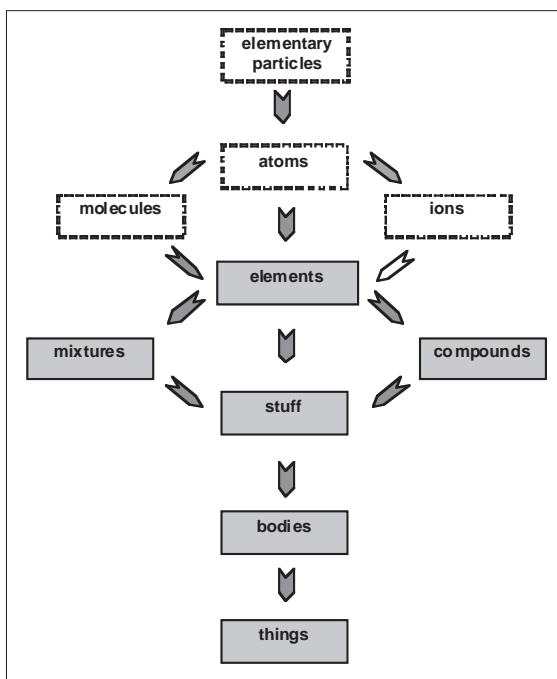 elementary
particles
atoms
molecules
ions
elements
mixtures
compounds
stuff
bodies
things